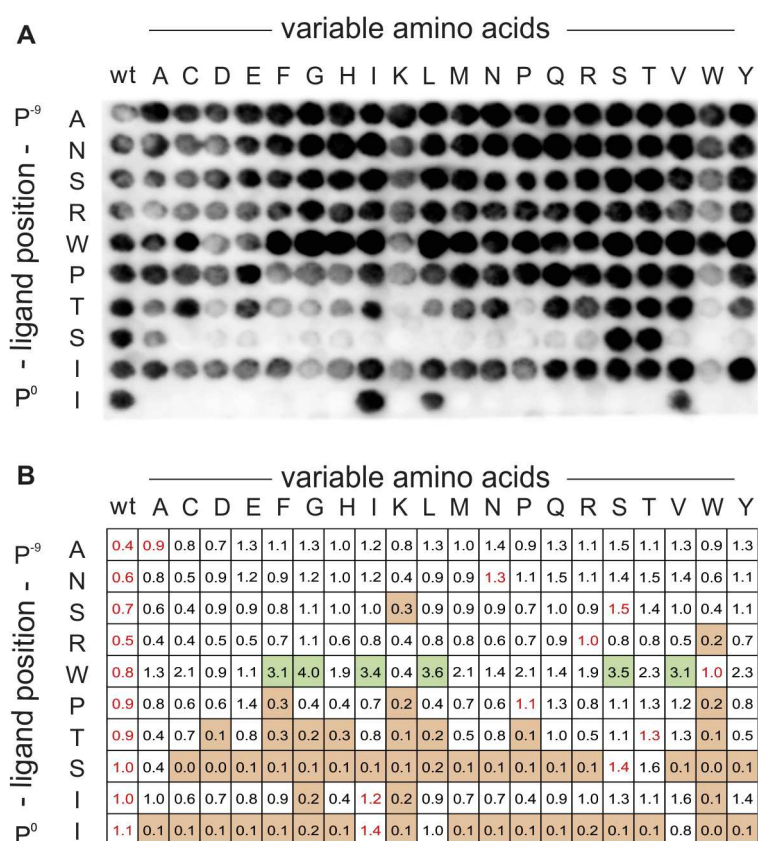 A
variable amino acids
wt A C D E F G H I K L M N P Q R S T V W Y
P-9 A
N
S
R
W
P
T
S
I
P0 I
- ligand position -
B
variable amino acids
wt A C D E F G H I K L M N P Q R S T V W Y
P-9 A 0.4 0.9 0.8 0.7 1.3 1.1 1.3 1.0 1.2 0.8 1.3 1.0 1.4 0.9 1.3 1.1 1.5 1.1 1.3 0.9 1.3
N 0.6 0.8 0.5 0.9 1.2 0.9 1.2 1.0 1.2 0.4 0.9 0.9 1.3 1.1 1.5 1.1 1.4 1.5 1.4 0.6 1.1
S 0.7 0.6 0.4 0.9 0.9 0.8 1.1 1.0 1.0 0.3 0.9 0.9 0.9 0.7 1.0 0.9 1.5 1.4 1.0 0.4 1.1
R 0.5 0.4 0.4 0.5 0.5 0.7 1.1 0.6 0.8 0.4 0.8 0.8 0.6 0.7 0.9 1.0 0.8 0.8 0.5 0.2 0.7
W 0.8 1.3 2.1 0.9 1.1 3.1 4.0 1.9 3.4 0.4 3.6 2.1 1.4 2.1 1.4 1.9 3.5 2.3 3.1 1.0 2.3
P 0.9 0.8 0.6 0.6 1.4 0.3 0.4 0.4 0.7 0.2 0.4 0.7 0.6 1.1 1.3 0.8 1.1 1.3 1.2 0.2 0.8
T 0.9 0.4 0.7 0.1 0.8 0.3 0.2 0.3 0.8 0.1 0.2 0.5 0.8 0.1 1.0 0.5 1.1 1.3 1.3 0.1 0.5
S 1.0 0.4 0.0 0.0 0.1 0.1 0.1 0.1 0.1 0.1 0.2 0.1 0.1 0.1 0.1 0.1 1.4 1.6 0.1 0.0 0.1
I 1.0 1.0 0.6 0.7 0.8 0.9 0.2 0.4 1.2 0.2 0.9 0.7 0.7 0.4 0.9 1.0 1.3 1.1 1.6 0.1 1.4
P0 I 1.1 0.1 0.1 0.1 0.1 0.1 0.2 0.1 1.4 0.1 1.0 0.1 0.1 0.1 0.1 0.2 0.1 0.1 0.8 0.0 0.1
- ligand position -